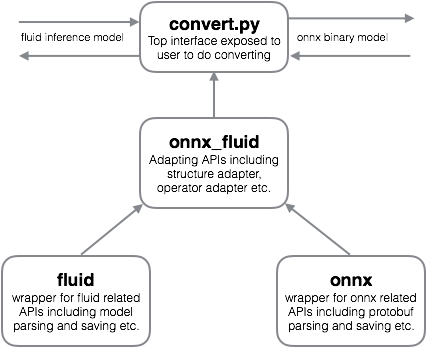 convert.py
Top interface exposed to
user to do converting
fluid inference model
onnx binary model
onnx_fluid
Adapting APIs including
structure adapter,
operator adapter etc.
fluid
wrapper for fluid related
APIs including model
parsing and saving etc.
onnx
wrapper for onnx related
APIs including protobuf
parsing and saving etc.